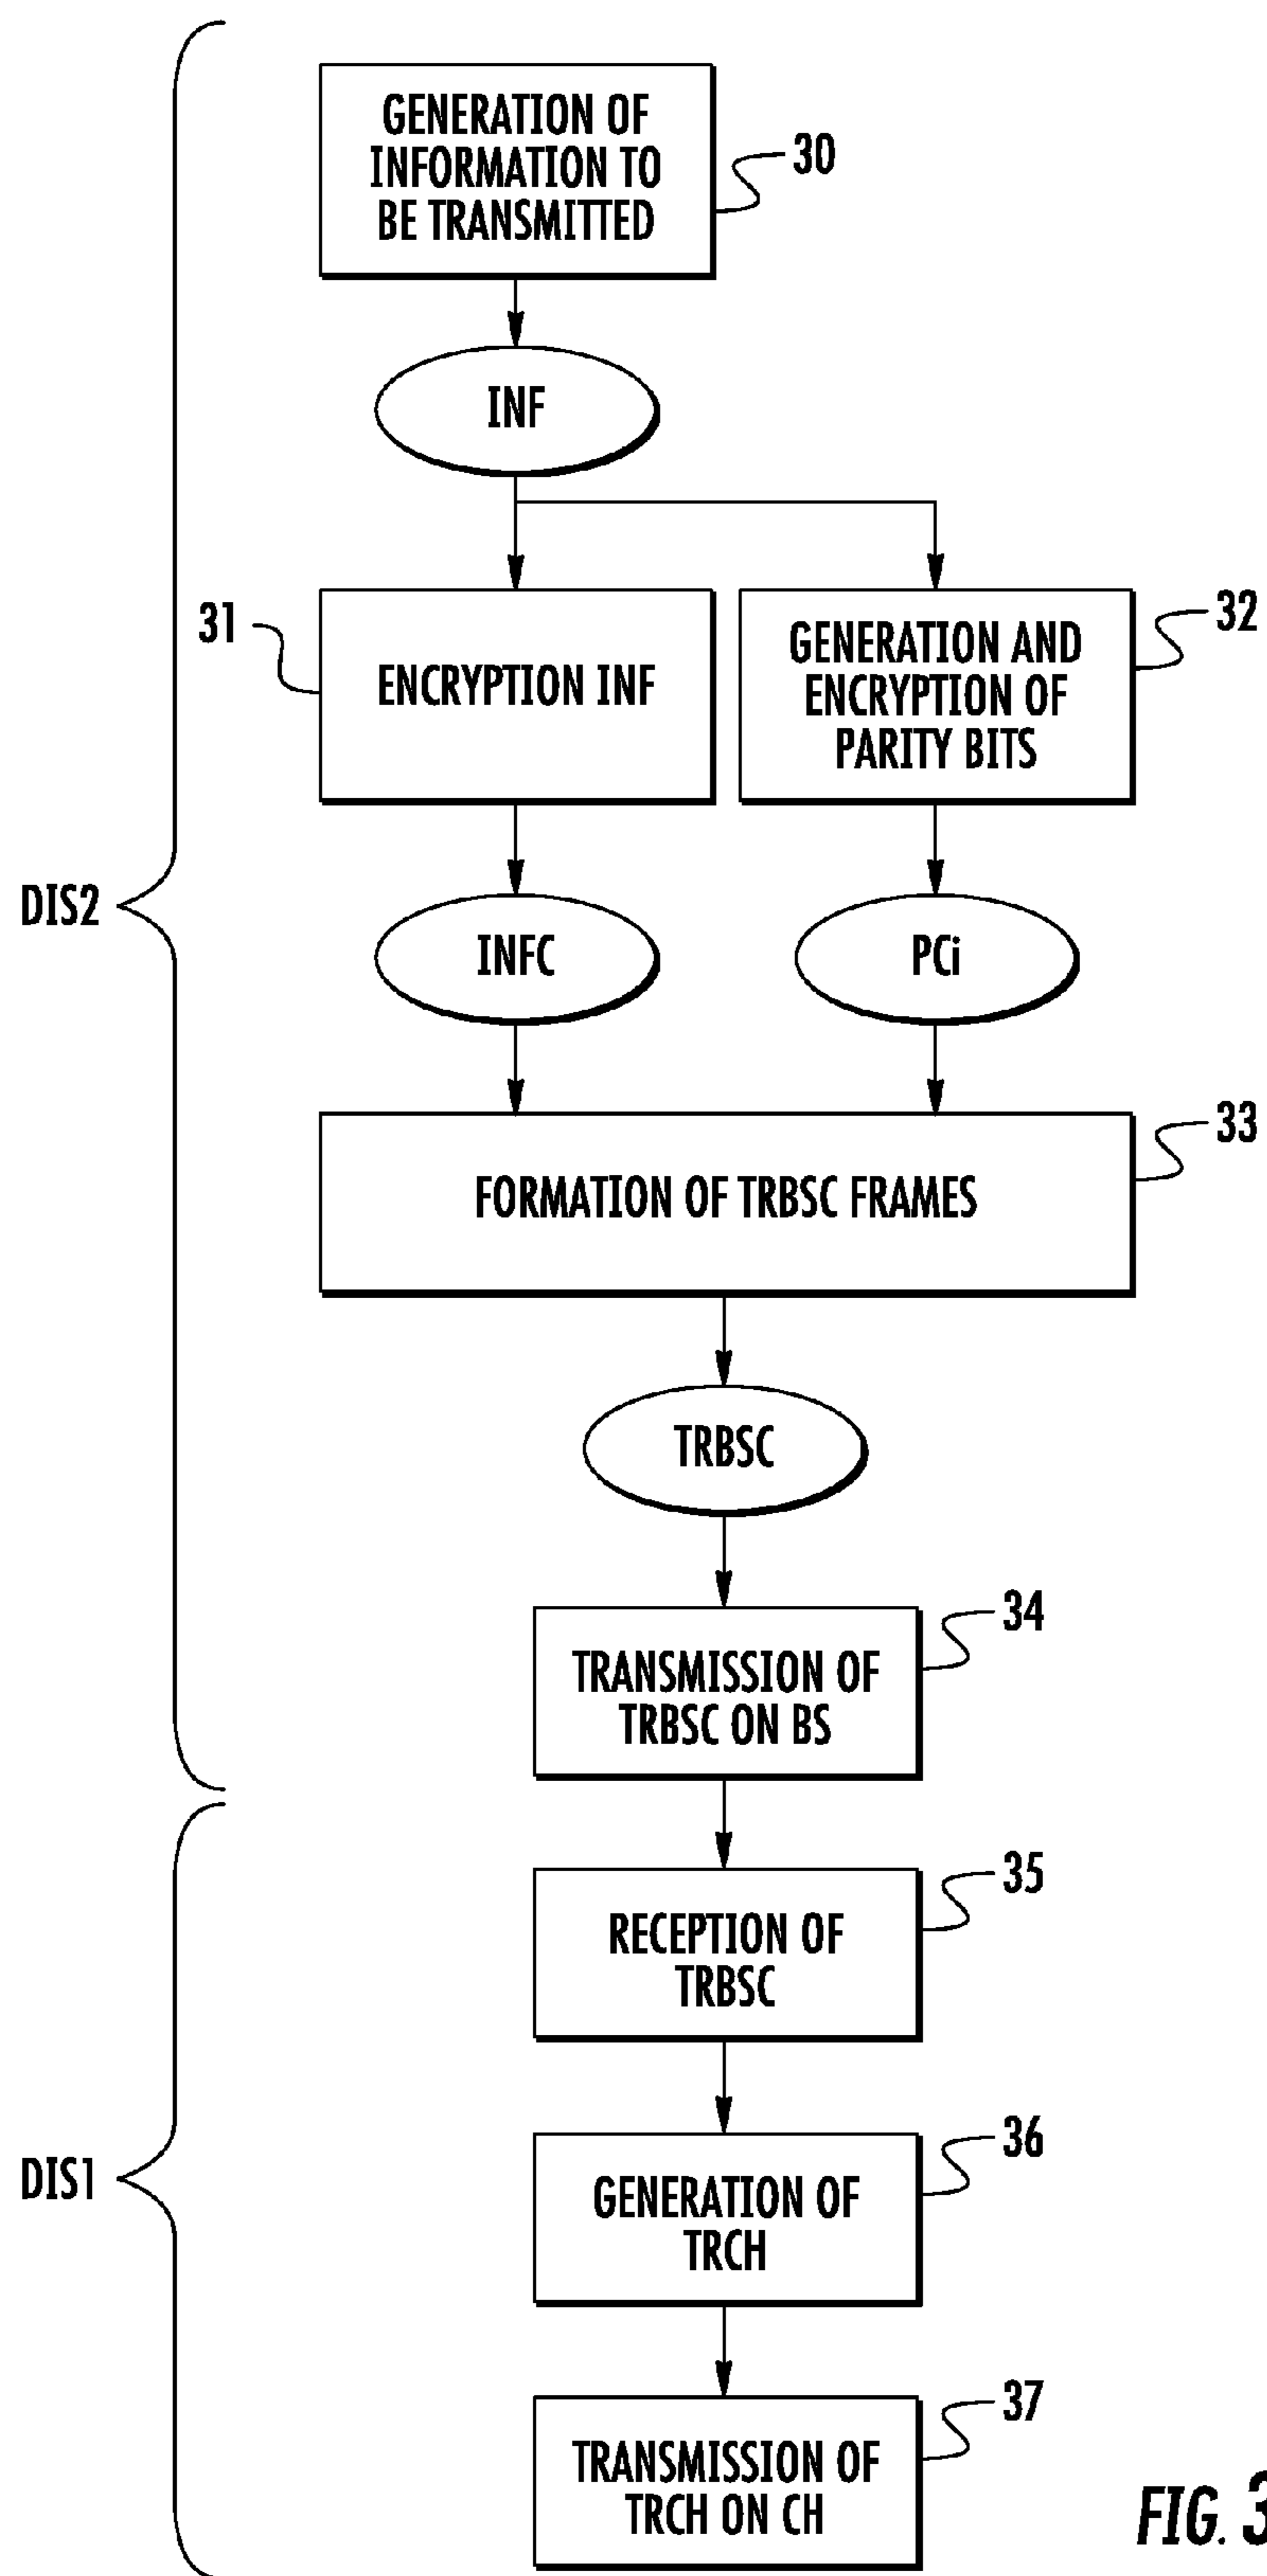 GENERATION OF
INFORMATION TO
BE TRANSMITTED
30
INF
31
ENCRYPTION INF
GENERATION AND
ENCRYPTION OF
PARITY BITS
32
DIS2
INFC
PCi
FORMATION OF TRBSC FRAMES
33
TRBSC
TRANSMISSION OF
TRBSC ON BS
34
RECEPTION OF
TRBSC
35
DIS1
GENERATION OF
TRCH
36
TRANSMISSION OF
TRCH ON CH
37
FIG. 3